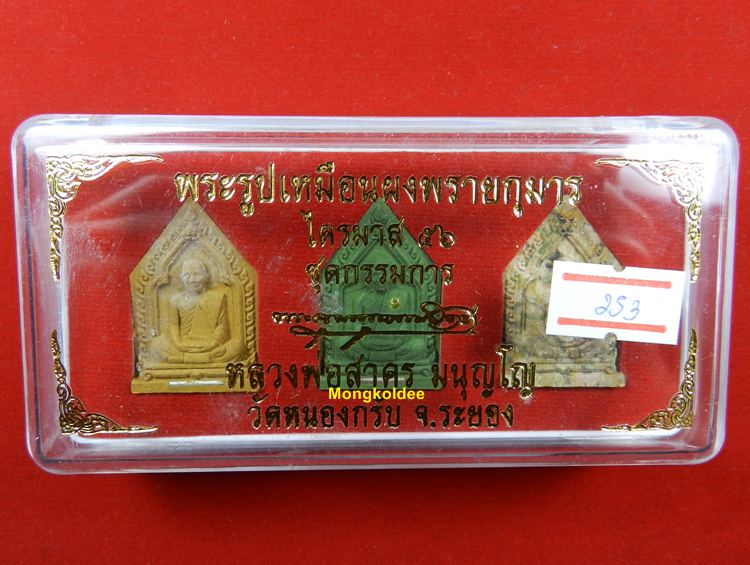 พระรูปเหมือนผงพรายกุมาร
ไตรมาส ๕๖
ชุดกรรมการ
253
หลวงพ่อสาคร มนุญโญ
Mongkoldee
วัดหนองกรับ จ.ระยอง